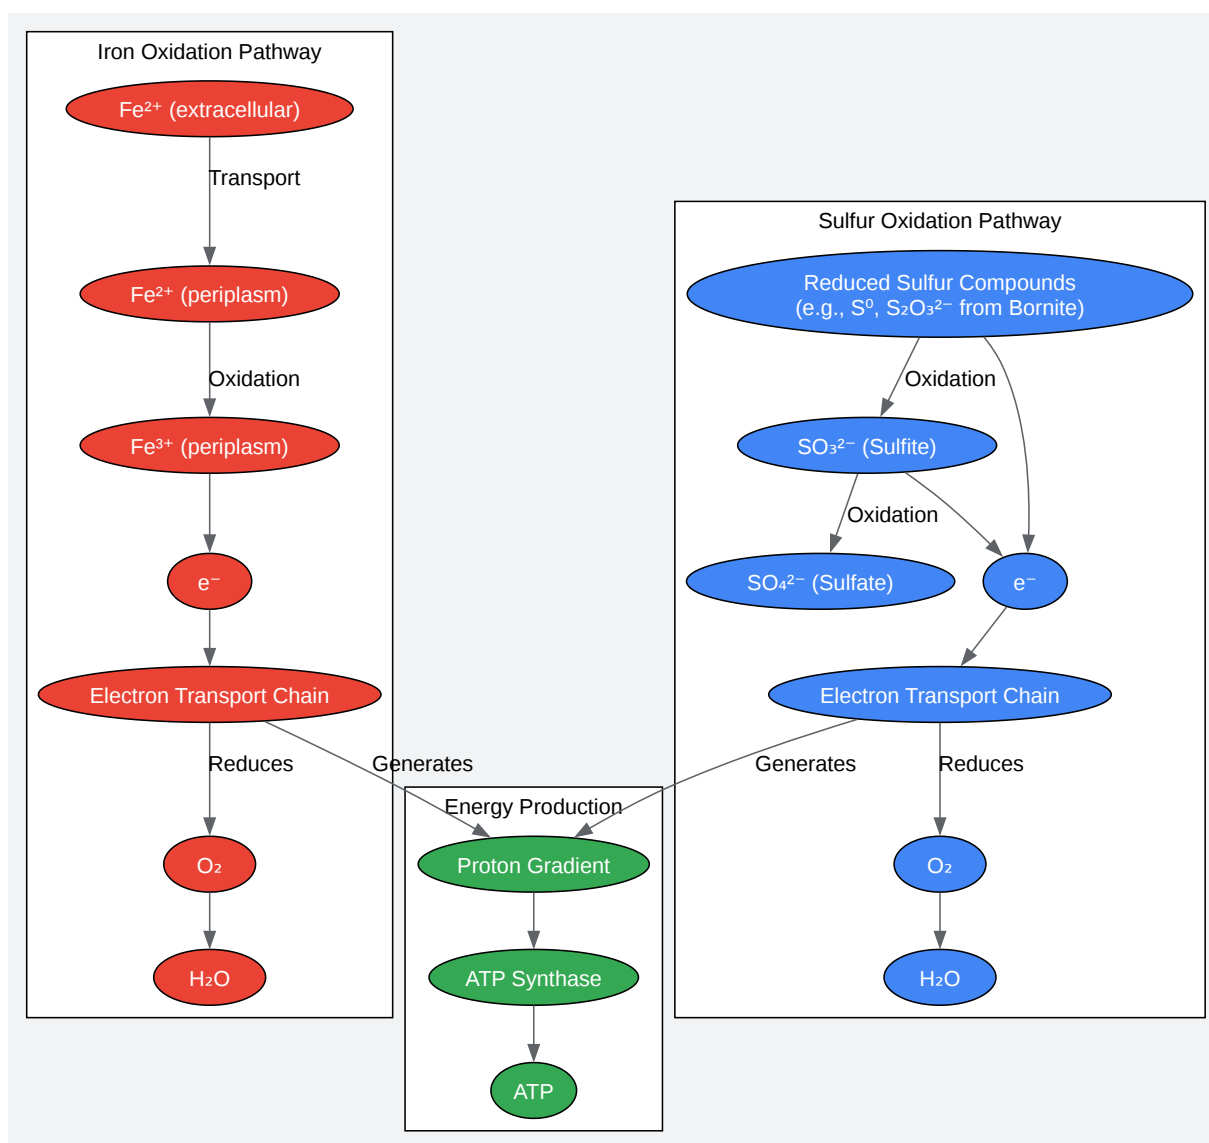 Iron Oxidation Pathway
Fe²⁺ (extracellular)
Transport
Fe²⁺ (periplasm)
Oxidation
Fe³⁺ (periplasm)
e⁻
Electron Transport Chain
Reduces
Generates
O₂
H₂O
Sulfur Oxidation Pathway
Reduced Sulfur Compounds
(e.g., S⁰, S₂O₃²⁻ from Bornite)
Oxidation
SO₃²⁻ (Sulfite)
Oxidation
SO₄²⁻ (Sulfate)
e⁻
Electron Transport Chain
Generates
Reduces
O₂
H₂O
Energy Production
Proton Gradient
ATP Synthase
ATP